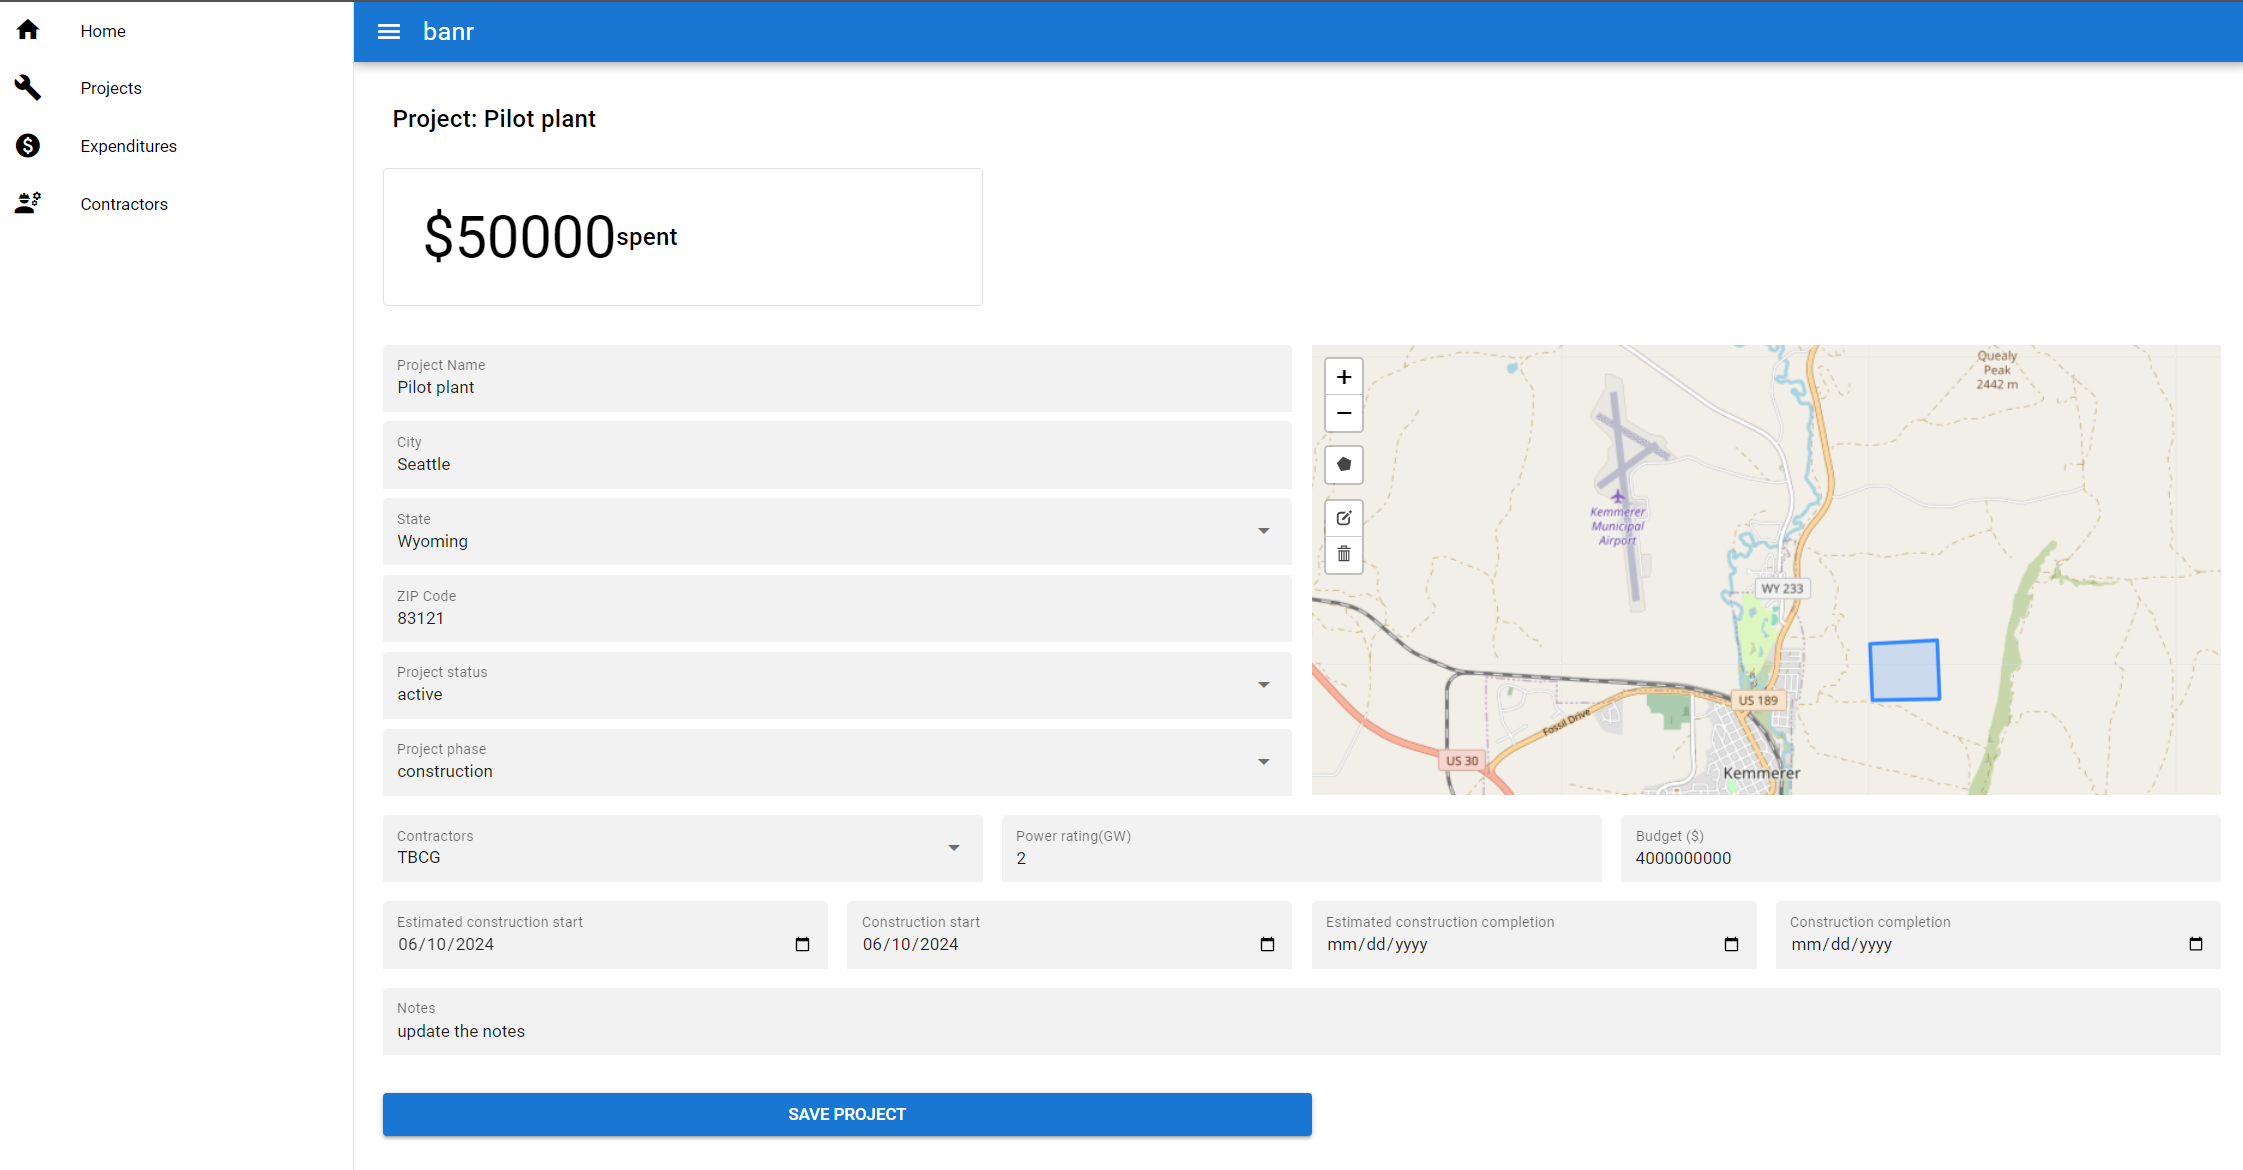 Home
Projects
Expenditures
Contractors
banr
Project: Pilot plant
$50000spent
Project Name
Pilot plant
City
Seattle
State
Wyoming
ZIP Code
83121
Project status
active
Project phase
construction
+
−
Quealy
Peak
2442 m
Kemmerer
Municipal
Airport
WY 233
US 189
Fossil Drive
US 30
Kemmerer
Contractors
TBCG
Power rating(GW)
2
Budget ($)
4000000000
Estimated construction start
06/10/2024
Construction start
06/10/2024
Estimated construction completion
mm/dd/yyyy
Construction completion
mm/dd/yyyy
Notes
update the notes
SAVE PROJECT